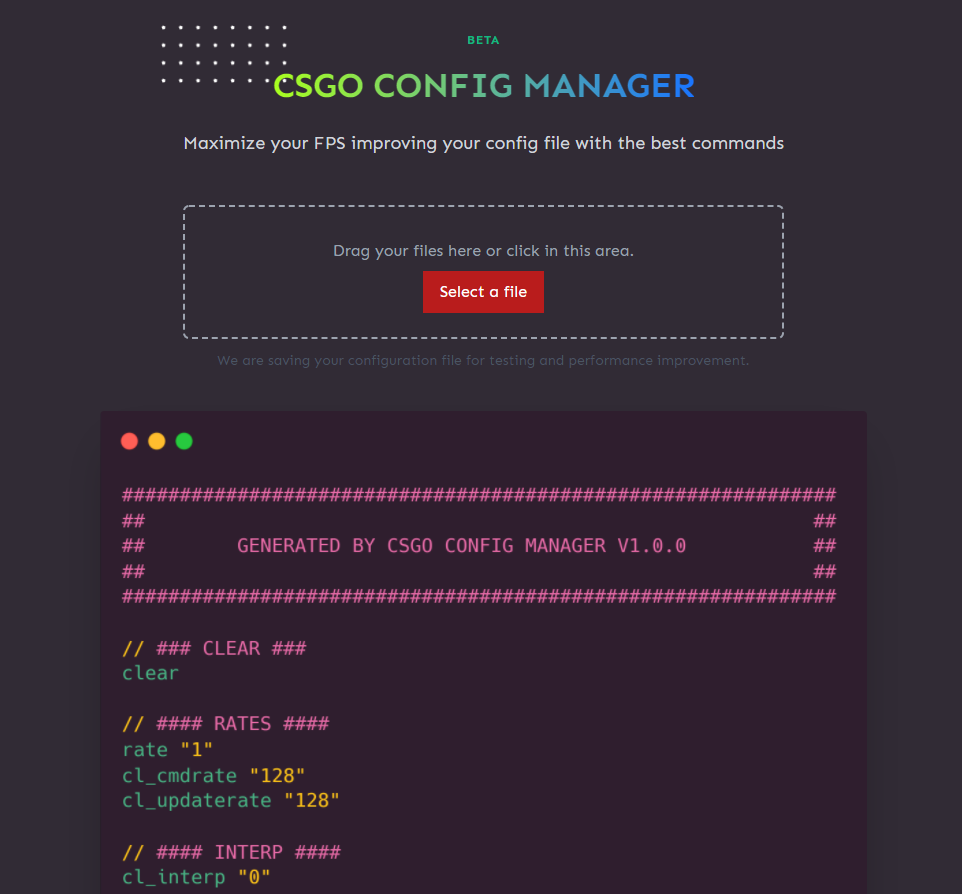 BETA
CSGO CONFIG MANAGER
Maximize your FPS improving your config file with the best commands
Drag your files here or click in this area.
Select a file
We are saving your configuration file for testing and performance improvement.
##############################################################
## ##
## GENERATED BY CSGO CONFIG MANAGER V1.0.0 ##
## ##
##############################################################
// ### CLEAR ###
clear
// #### RATES ####
rate "1"
cl_cmdrate "128"
cl_updaterate "128"
// #### INTERP ####
cl_interp "0"